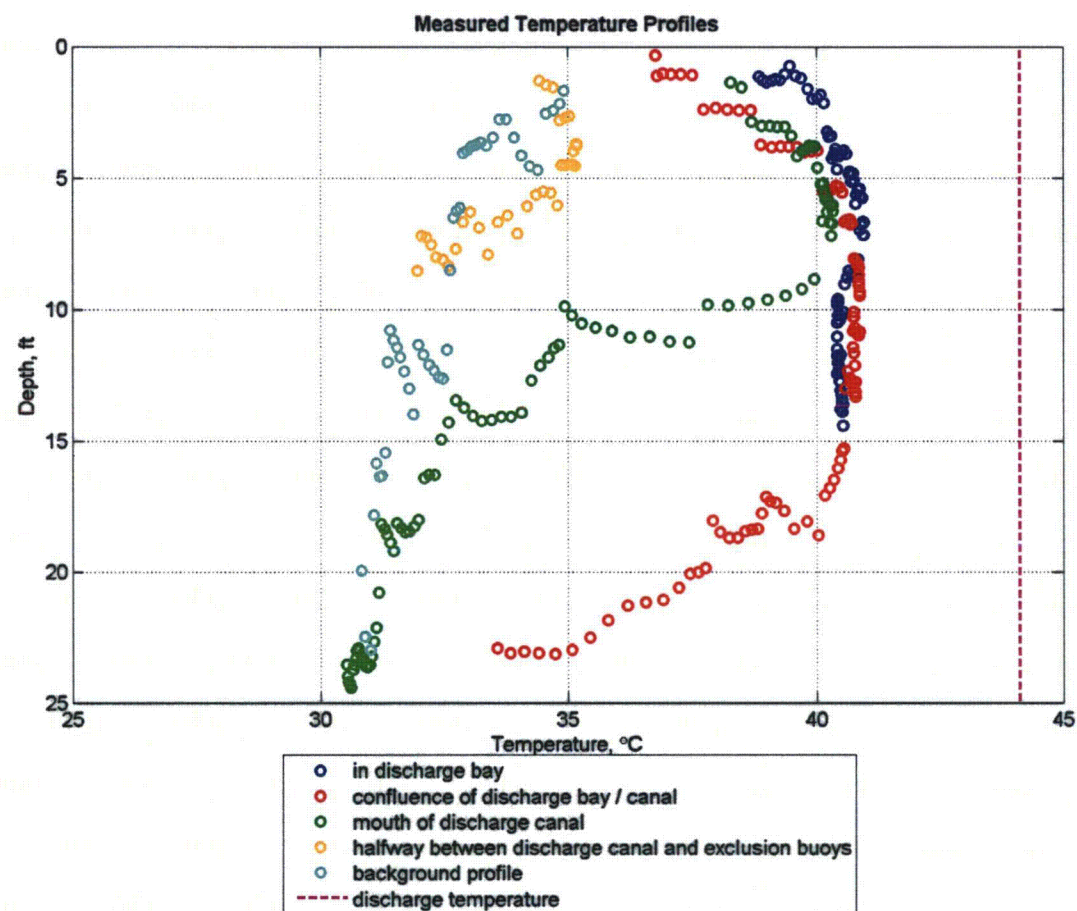 Measured Temperature Profiles
0
5
10
15
20
25
Depth, ft
25 30 35 40 45
Temperature, °C
in discharge bay
confluence of discharge bay / canal
mouth of discharge canal
halfway between discharge canal and exclusion buoys
background profile
discharge temperature